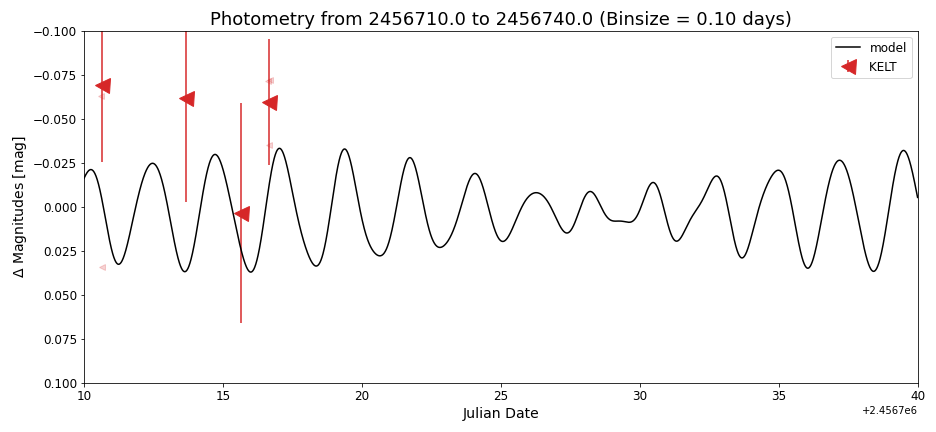 Photometry from 2456710.0 to 2456740.0 (Binsize = 0.10 days)
−0.100
−0.075
−0.050
−0.025
0.000
0.025
0.050
0.075
0.100
Δ Magnitudes [mag]
model
KELT
10 15 20 25 30 35 40
Julian Date
+2.4567e6